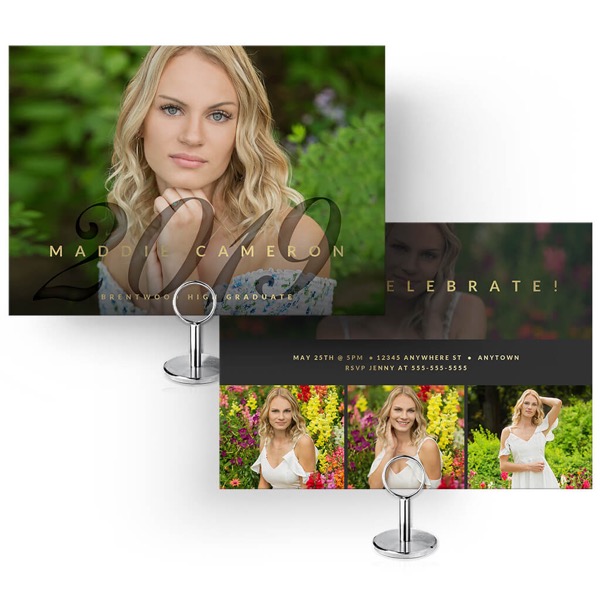 2019
MADDIE CAMERON
BRENTWOOD HIGH GRADUATE
ELEBRATE!
MAY 25TH @ 5PM • 12345 ANYWHERE ST • ANYTOWN
RSVP JENNY AT 555-555-5555